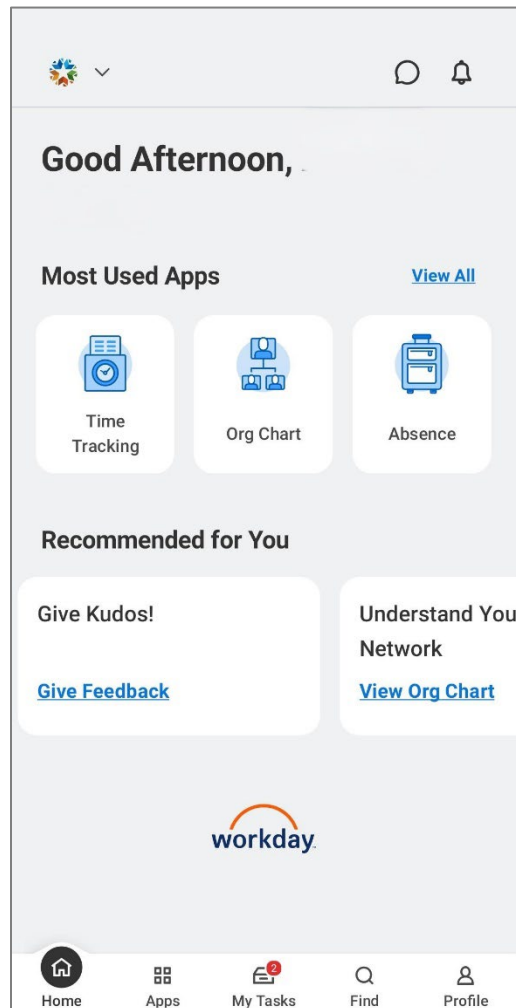 Good Afternoon,
Most Used Apps
View All
Time
Tracking
Org Chart
Absence
Recommended for You
Give Kudos!
Give Feedback
Understand You
Network
View Org Chart
workday.
2
Home
Apps
My Tasks
Find
Profile